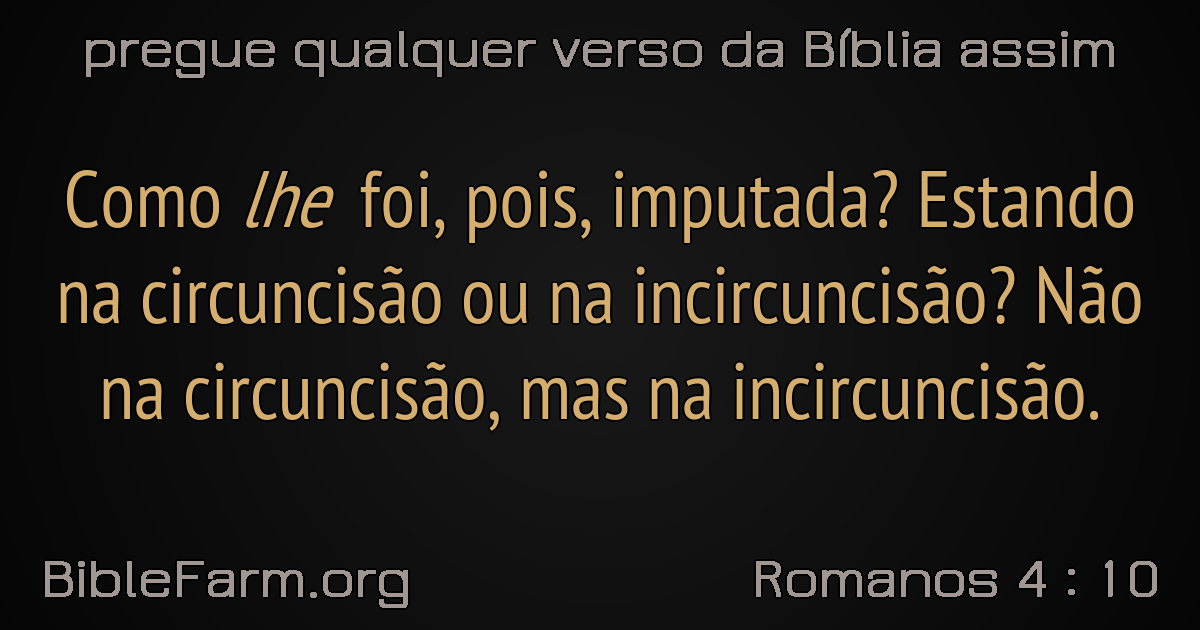 pregue qualquer verso da Bíblia assim
Como lhe foi, pois, imputada? Estando
na circuncisão ou na incircuncisão? Não
na circuncisão, mas na incircuncisão.
BibleFarm.org
Romanos 4 : 10